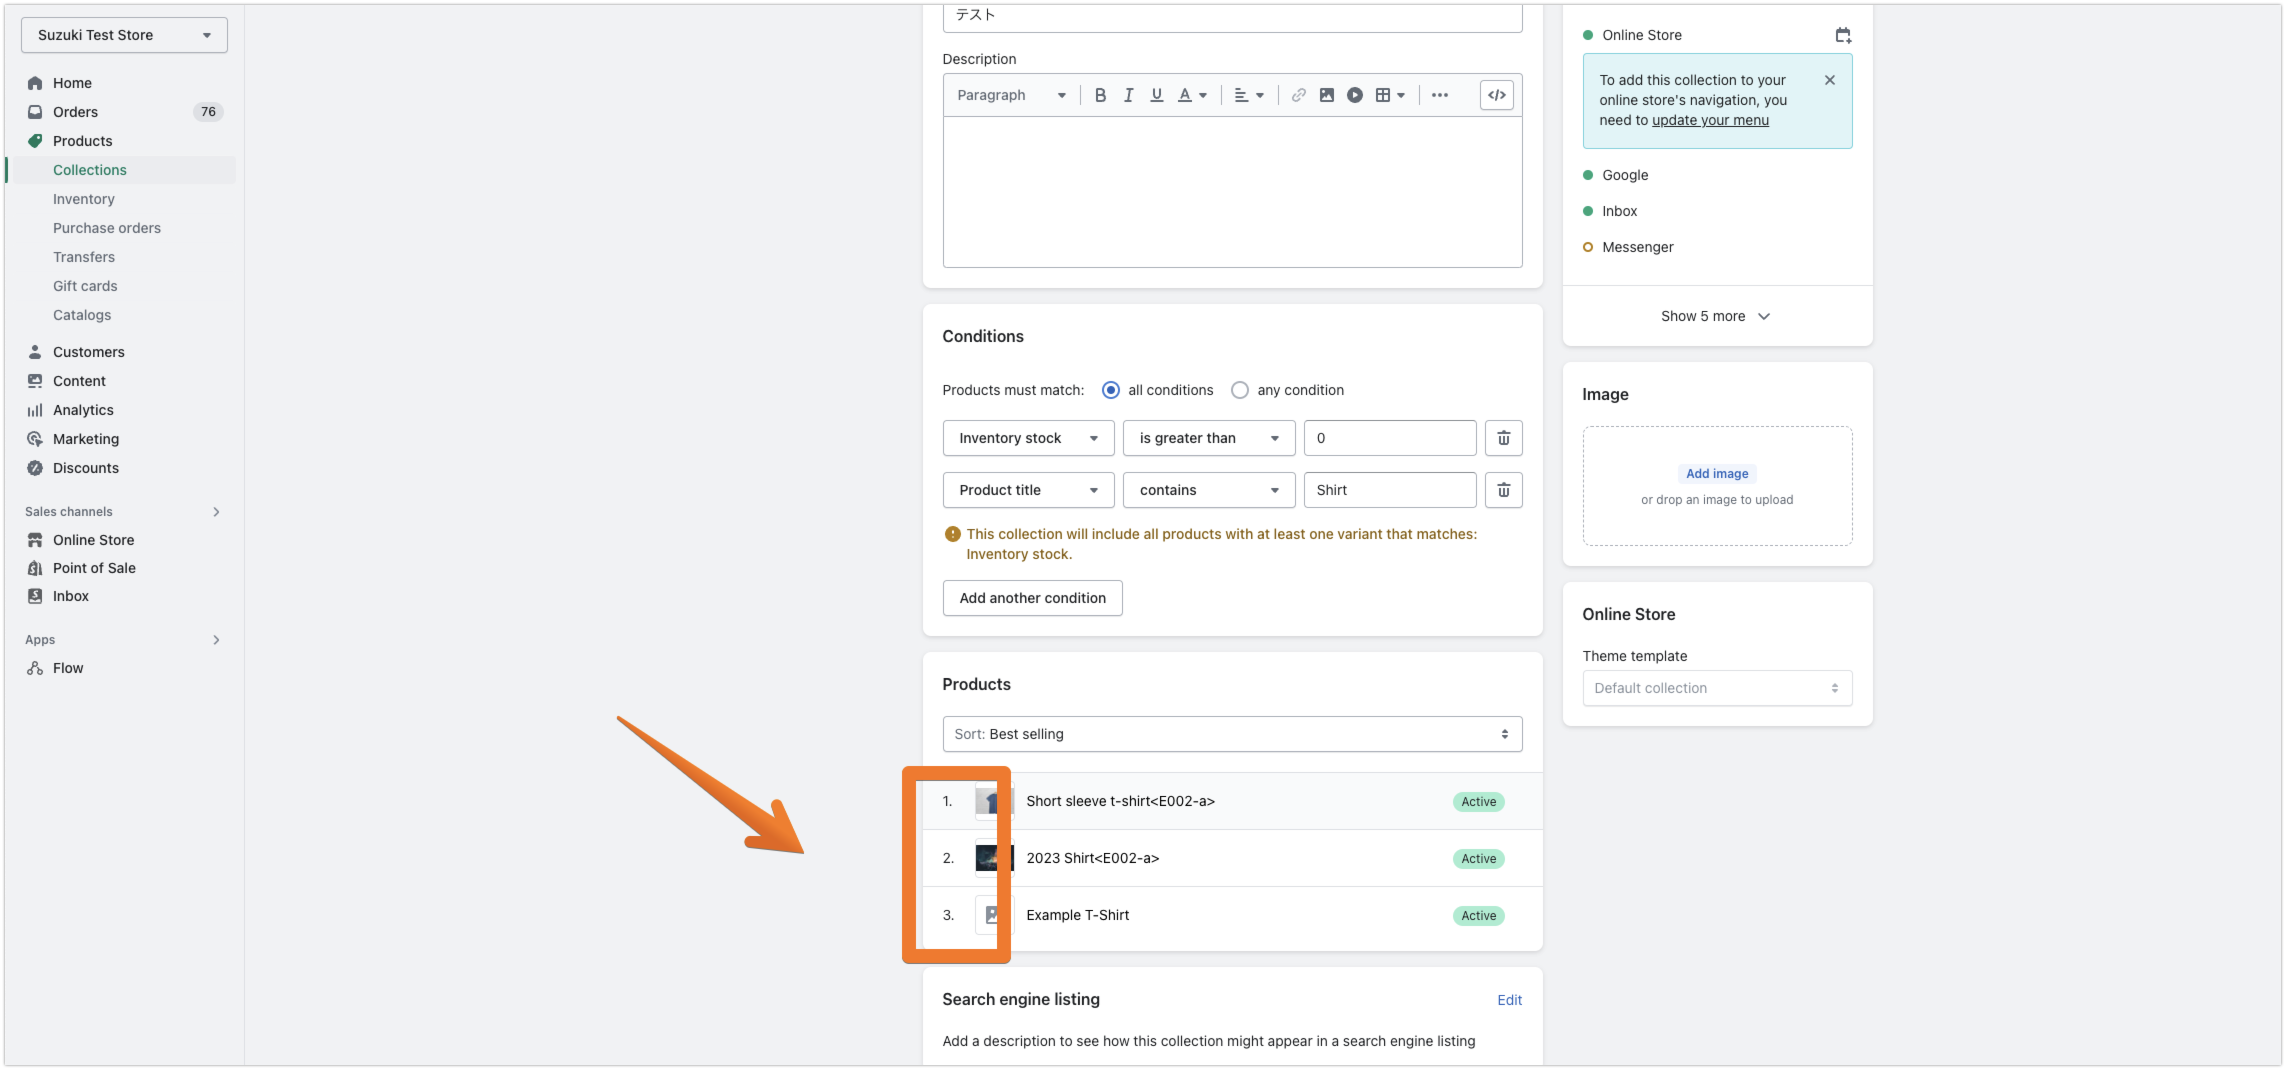 Suzuki Test Store
Home
Orders 76
Products
Collections
Inventory
Purchase orders
Transfers
Gift cards
Catalogs
Customers
Content
Analytics
Marketing
Discounts
Sales channels
Online Store
Point of Sale
Inbox
Apps
Flow
テスト
Description
Paragraph B I U A </>
Conditions
Products must match: all conditions any condition
Inventory stock is greater than 0
Product title contains Shirt
This collection will include all products with at least one variant that matches:
Inventory stock.
Add another condition
Products
Sort: Best selling
1. Short sleeve t-shirt<E002-a> Active
2. 2023 Shirt<E002-a> Active
3. Example T-Shirt Active
Search engine listing Edit
Add a description to see how this collection might appear in a search engine listing
Online Store
To add this collection to your
online store's navigation, you
need to update your menu
Google
Inbox
Messenger
Show 5 more
Image
Add image
or drop an image to upload
Online Store
Theme template
Default collection